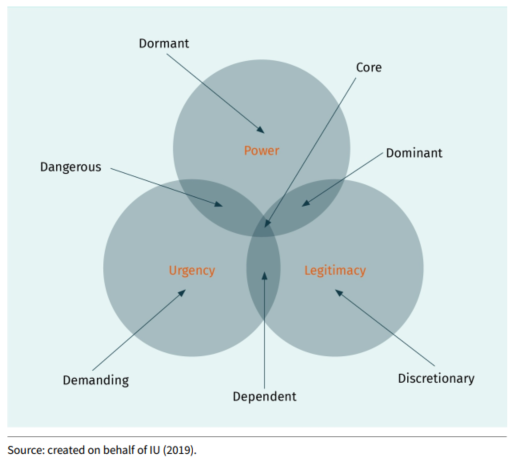 Dormant
Core
Power
Dangerous
Dominant
Urgency
Legitimacy
Demanding
Discretionary
Dependent
Source: created on behalf of IU (2019).